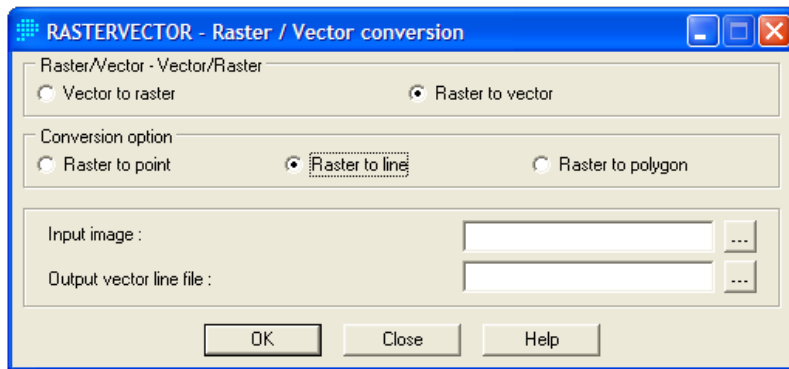 RASTERVECTOR - Raster / Vector conversion
Raster/Vector - Vector/Raster
Vector to raster Raster to vector
Conversion option
Raster to point Raster to line Raster to polygon
Input image : ...
Output vector line file : ...
OK Close Help